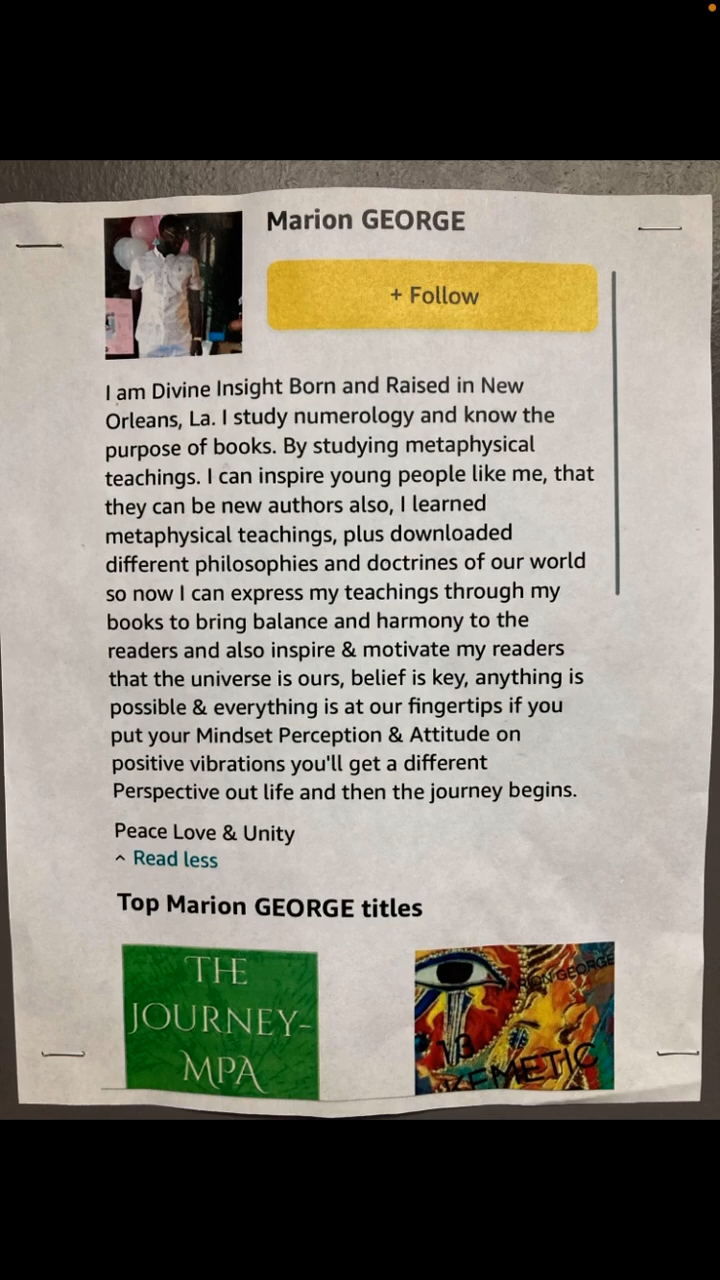 Marion GEORGE
+ Follow
I am Divine Insight Born and Raised in New
Orleans, La. I study numerology and know the
purpose of books. By studying metaphysical
teachings. I can inspire young people like me, that
they can be new authors also, I learned
metaphysical teachings, plus downloaded
different philosophies and doctrines of our world
so now I can express my teachings through my
books to bring balance and harmony to the
readers and also inspire & motivate my readers
that the universe is ours, belief is key, anything is
possible & everything is at our fingertips if you
put your Mindset Perception & Attitude on
positive vibrations you'll get a different
Perspective out life and then the journey begins.
Peace Love & Unity
^ Read less
Top Marion GEORGE titles
THE
JOURNEY-
MPA
MARION GEORGE
13
KEMETIC